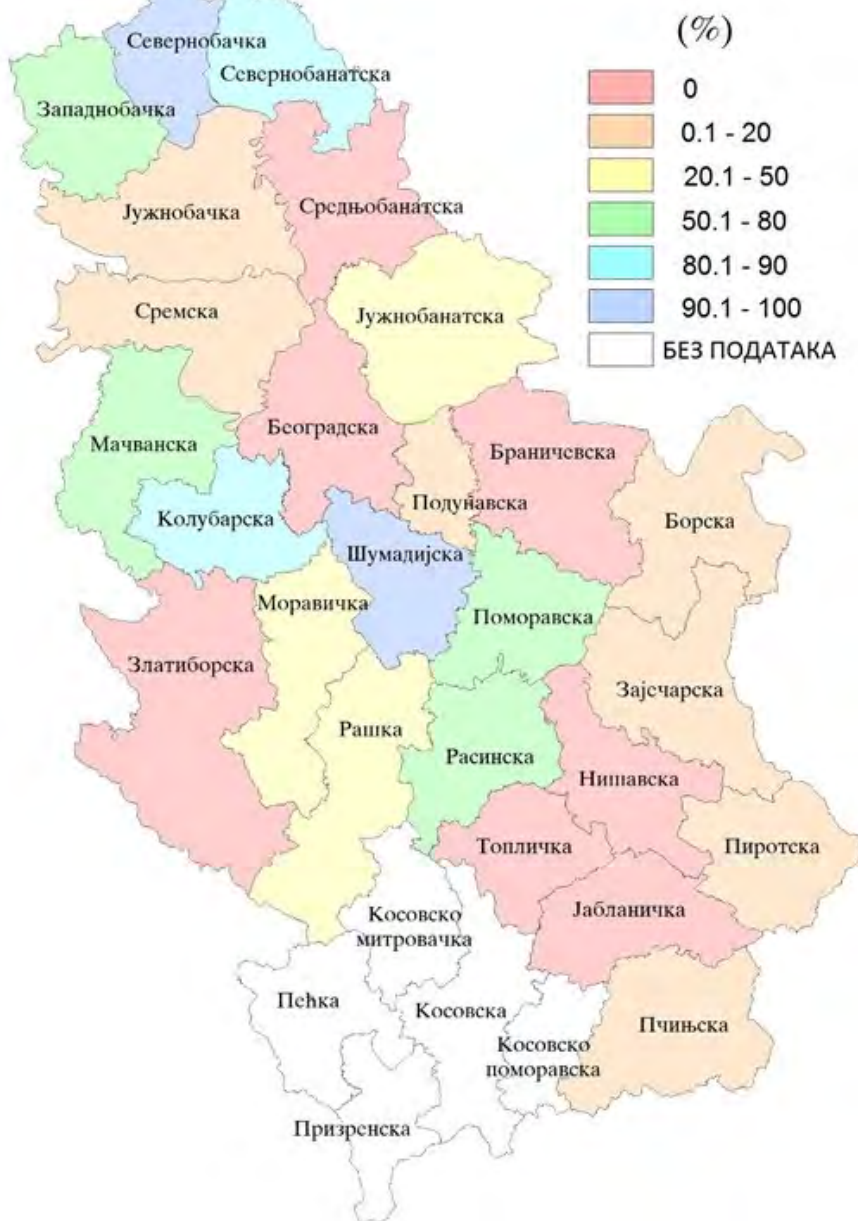 (%)
0
0.1 - 20
20.1 - 50
50.1 - 80
80.1 - 90
90.1 - 100
БЕЗ ПОДАТАКА
Севернобачка
Севернобанатска
Западнобачка
Јужнобачка
Средњобанатска
Сремска
Јужнобанатска
Београдска
Мачванска
Браничевска
Подунавска
Колубарска
Борска
Шумадијска
Моравичка
Поморавска
Златиборска
Зајечарска
Рашка
Расинска
Нишавска
Топличка
Пиротска
Јабланичка
Косовско
митровачка
Пећка
Косовска
Пчињска
Косовско
поморавска
Призренска